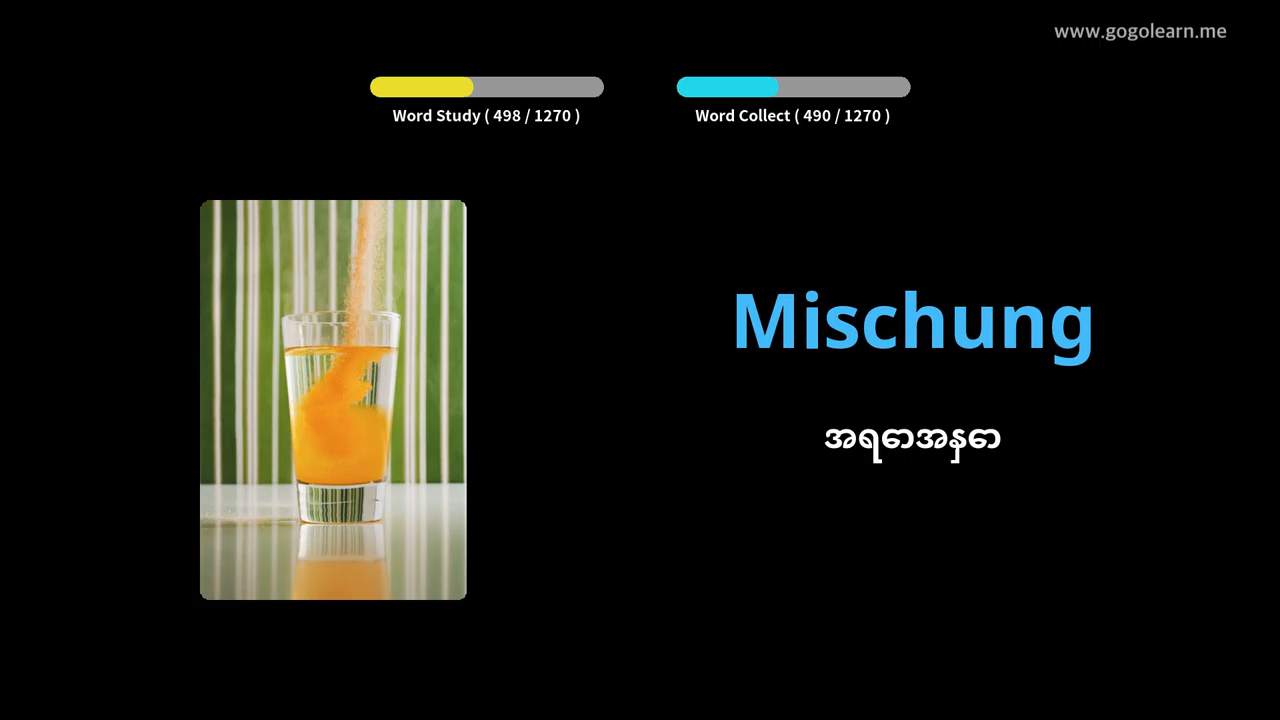 www.gogolearn.me
Word Study ( 498 / 1270 )
Word Collect ( 490 / 1270 )
Mischung
အရောအနှော